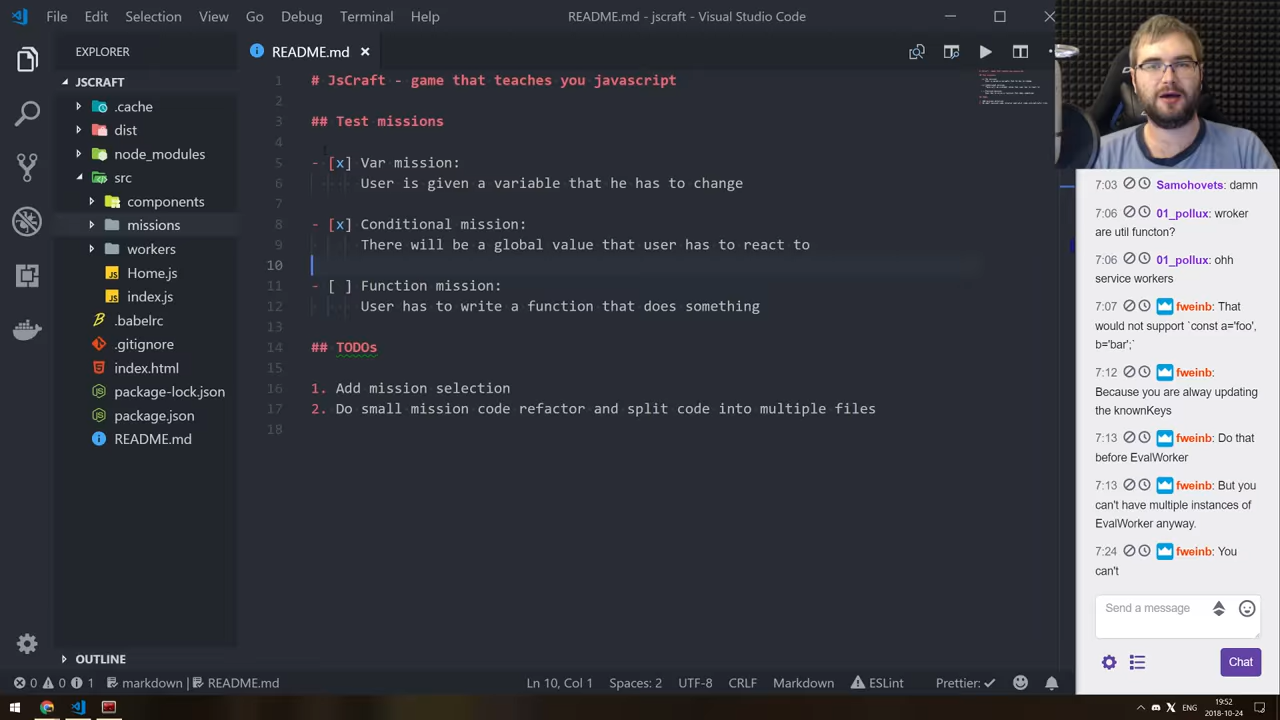 File Edit Selection View Go Debug Terminal Help README.md - jscraft - Visual Studio Code
EXPLORER
JSCRAFT
.cache
dist
node_modules
src
components
missions
workers
Home.js
index.js
.babelrc
.gitignore
index.html
package-lock.json
package.json
README.md
OUTLINE
README.md
1 # JsCraft - game that teaches you javascript
2
3 ## Test missions
4
5 - [x] Var mission:
6 User is given a variable that he has to change
7
8 - [x] Conditional mission:
9 There will be a global value that user has to react to
10
11 - [ ] Function mission:
12 User has to write a function that does something
13
14 ## TODOs
15
16 1. Add mission selection
17 2. Do small mission code refactor and split code into multiple files
18
7:03 Samohovets: damn
7:06 01_pollux: wroker
are util functon?
7:06 01_pollux: ohh
service workers
7:07 fweinb: That
would not support `const a='foo',
b='bar';`
7:12 fweinb:
Because you are alway updating
the knownKeys
7:13 fweinb: Do that
before EvalWorker
7:13 fweinb: But you
can't have multiple instances of
EvalWorker anyway.
7:24 fweinb: You
can't
Send a message
Chat
0 0 1 markdown | README.md Ln 10, Col 1 Spaces: 2 UTF-8 CRLF Markdown ESLint Prettier: ✓
ENG
19:52
2018-10-24